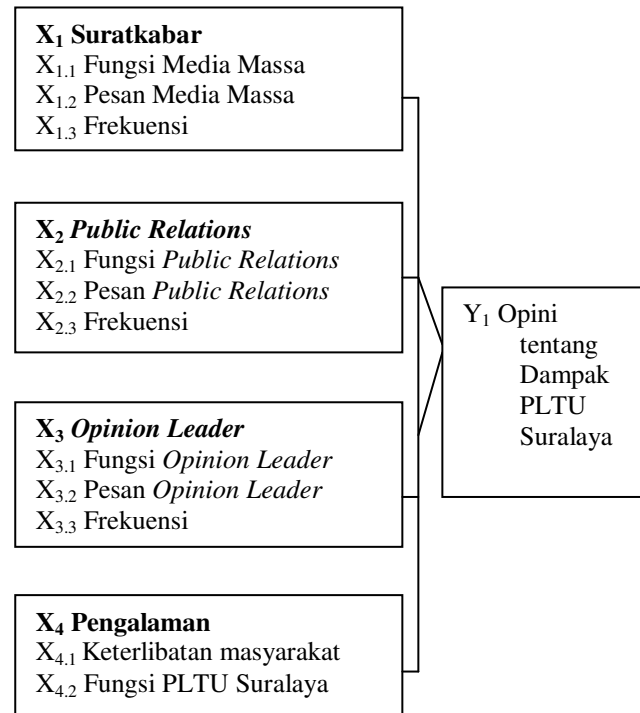 X₁ Suratkabar
X₁.₁ Fungsi Media Massa
X₁.₂ Pesan Media Massa
X₁.₃ Frekuensi
X₂ Public Relations
X₂.₁ Fungsi Public Relations
X₂.₂ Pesan Public Relations
X₂.₃ Frekuensi
X₃ Opinion Leader
X₃.₁ Fungsi Opinion Leader
X₃.₂ Pesan Opinion Leader
X₃.₃ Frekuensi
X₄ Pengalaman
X₄.₁ Keterlibatan masyarakat
X₄.₂ Fungsi PLTU Suralaya
Y₁ Opini
tentang
Dampak
PLTU
Suralaya